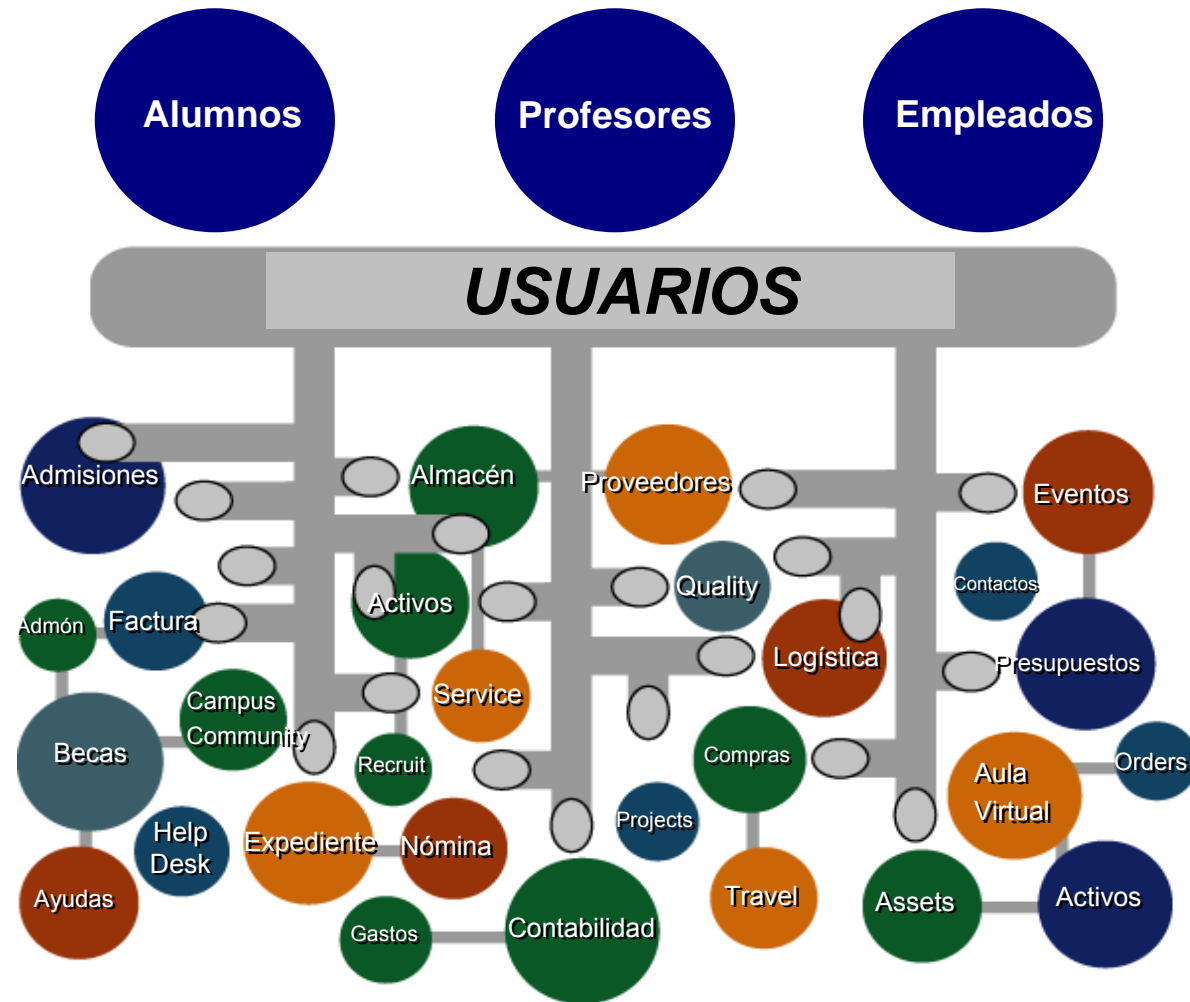 Alumnos
Profesores
Empleados
USUARIOS
Admisiones
Almacén
Proveedores
Eventos
Quality
Contactos
Activos
Admón
Factura
Logística
Presupuestos
Service
Campus
Community
Becas
Recruit
Compras
Aula
Virtual
Orders
Projects
Help
Desk
Expediente
Nómina
Ayudas
Travel
Assets
Activos
Gastos
Contabilidad